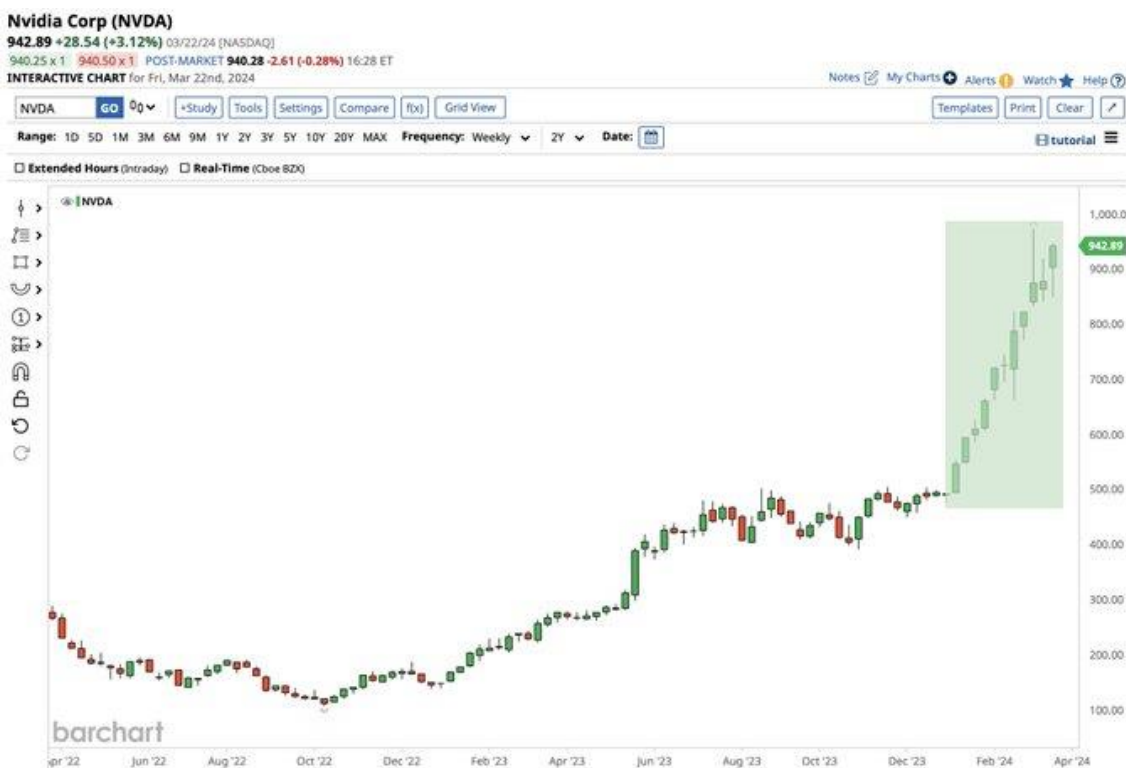 Nvidia Corp (NVDA)
942.89 +28.54 (+3.12%) 03/22/24 [NASDAQ]
940.25 x 1 940.50 x 1 POST-MARKET 940.28 -2.61 (-0.28%) 16:28 ET
INTERACTIVE CHART for Fri, Mar 22nd, 2024
Notes My Charts Alerts Watch Help
NVDA GO +Study Tools Settings Compare f(x) Grid View Templates Print Clear
Range: 1D 5D 1M 3M 6M 9M 1Y 2Y 3Y 5Y 10Y 20Y MAX Frequency: Weekly 2Y Date:
tutorial
Extended Hours (Intraday) Real-Time (Cboe BZX)
NVDA
1,000.0
942.89
900.00
800.00
700.00
600.00
500.00
400.00
300.00
200.00
100.00
barchart
pr '22 Jun '22 Aug '22 Oct '22 Dec '22 Feb '23 Apr '23 Jun '23 Aug '23 Oct '23 Dec '23 Feb '24 Apr '24